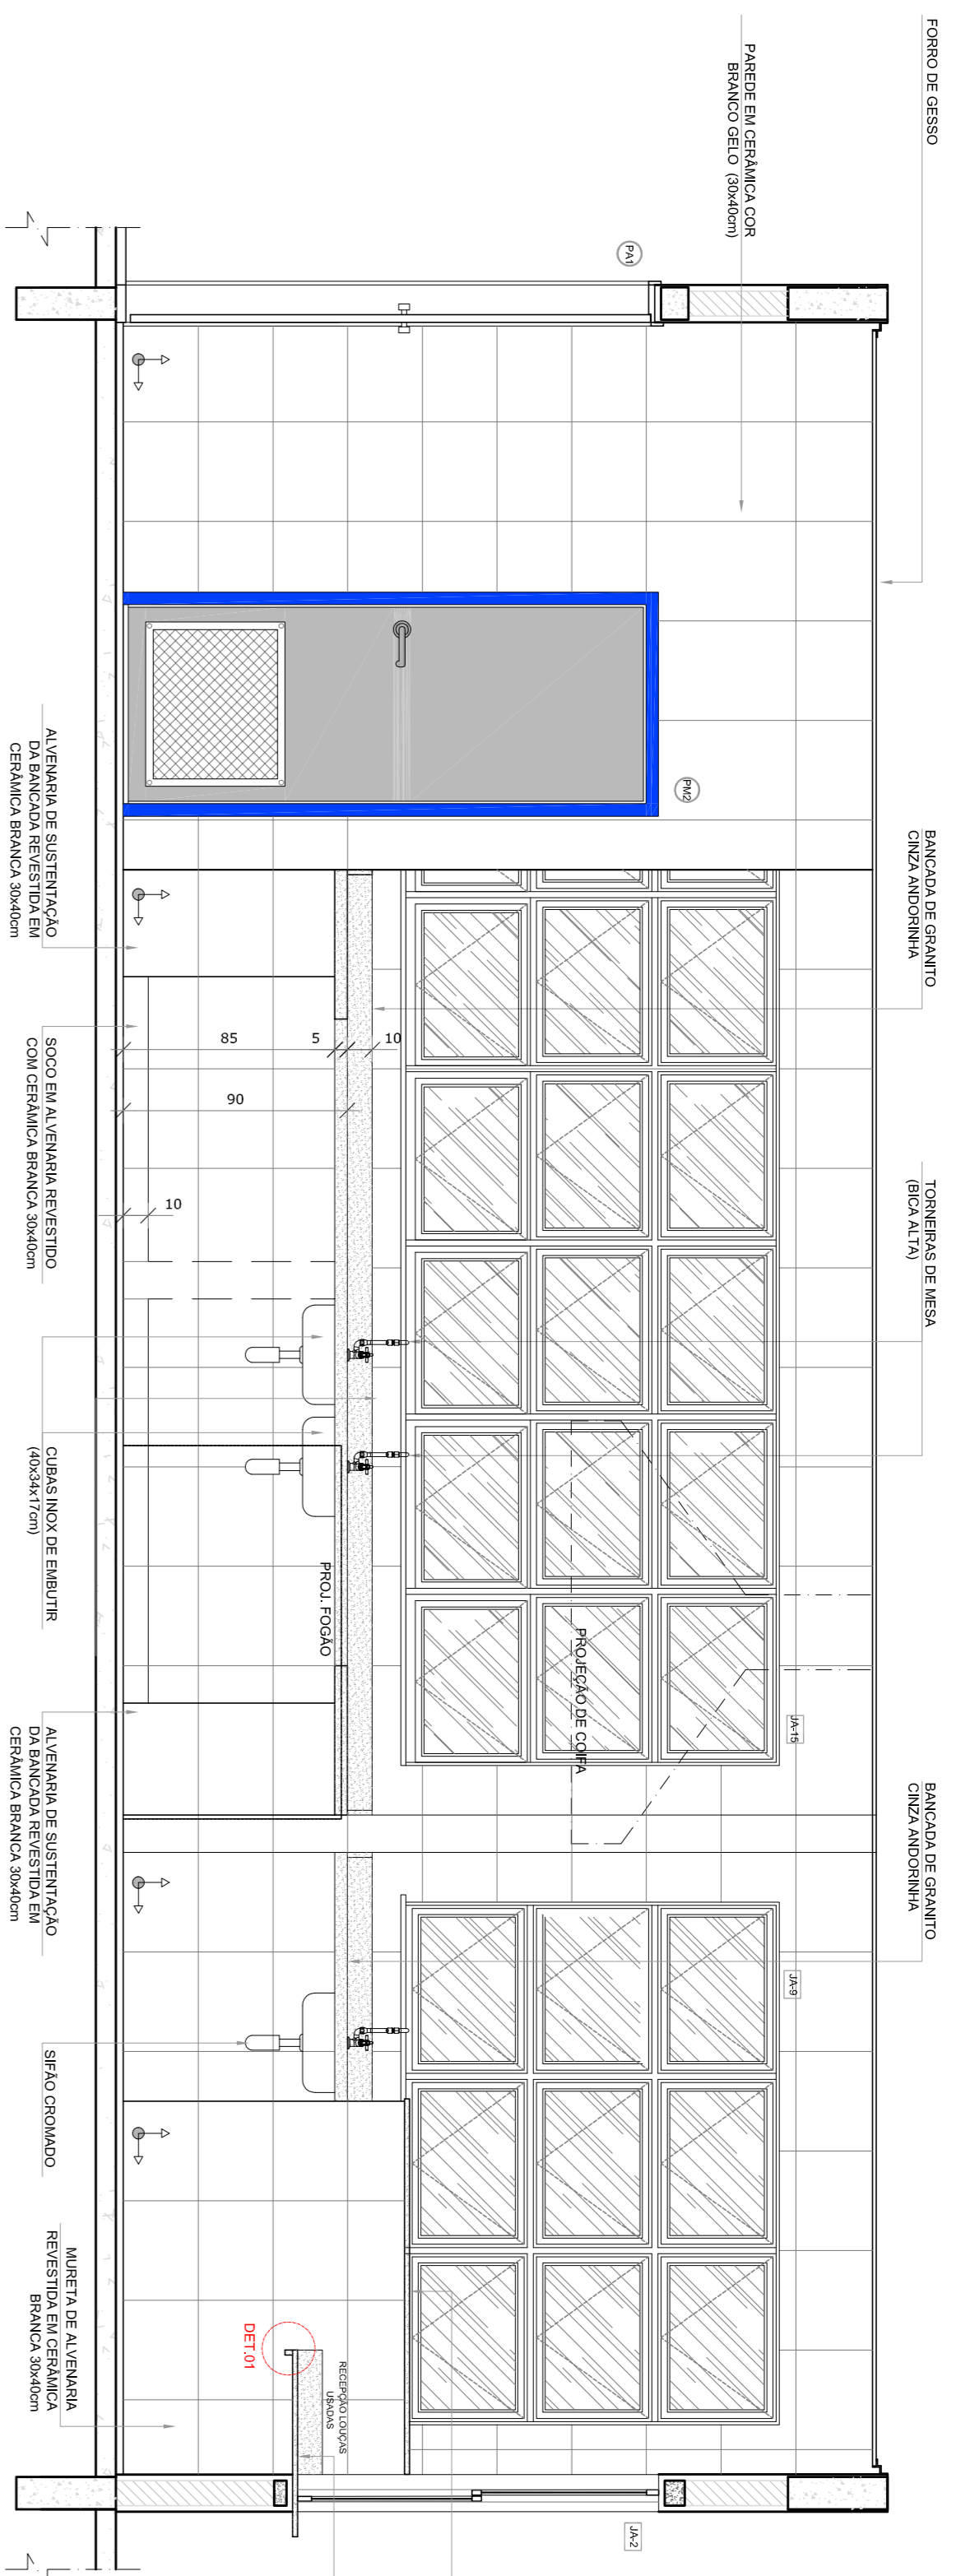 FORRO DE GESSO
PAREDE EM CERÂMICA COR
BRANCO GELO (30x40cm)
PA1
PM2
BANCADA DE GRANITO
CINZA ANDORINHA
TORNEIRAS DE MESA
(BICA ALTA)
BANCADA DE GRANITO
CINZA ANDORINHA
JA-15
JA-9
JA-2
85
5
10
90
10
PROJEÇÃO DE COIFA
PROJ. FOGÃO
RECEPÇÃO LOUÇAS
USADAS
DET.01
ALVENARIA DE SUSTENTAÇÃO
DA BANCADA REVESTIDA EM
CERÂMICA BRANCA 30x40cm
SOCO EM ALVENARIA REVESTIDO
COM CERÂMICA BRANCA 30x40cm
CUBAS INOX DE EMBUTIR
(40x34x17cm)
ALVENARIA DE SUSTENTAÇÃO
DA BANCADA REVESTIDA EM
CERÂMICA BRANCA 30x40cm
SIFÃO CROMADO
MURETA DE ALVENARIA
REVESTIDA EM CERÂMICA
BRANCA 30x40cm